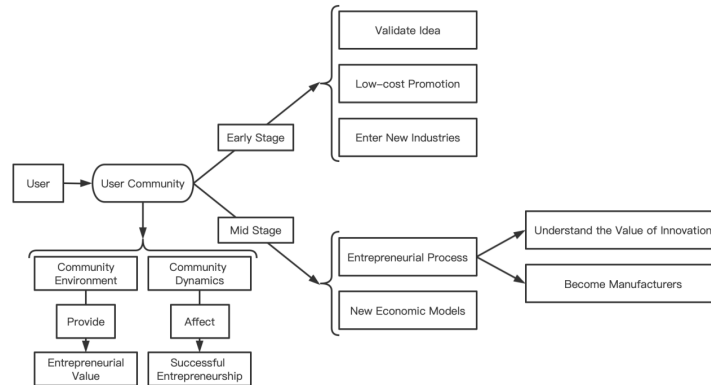 Validate Idea
Low-cost Promotion
Enter New Industries
Early Stage
User
User Community
Mid Stage
Understand the Value of Innovation
Entrepreneurial Process
Become Manufacturers
New Economic Models
Community
Environment
Community
Dynamics
Provide
Affect
Entrepreneurial
Value
Successful
Entrepreneurship